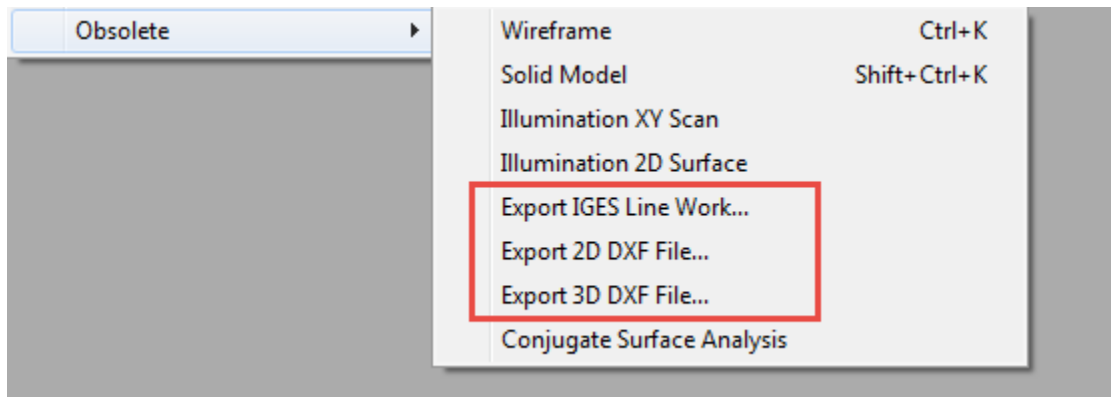 Obsolete
Wireframe Ctrl+K
Solid Model Shift+Ctrl+K
Illumination XY Scan
Illumination 2D Surface
Export IGES Line Work...
Export 2D DXF File...
Export 3D DXF File...
Conjugate Surface Analysis